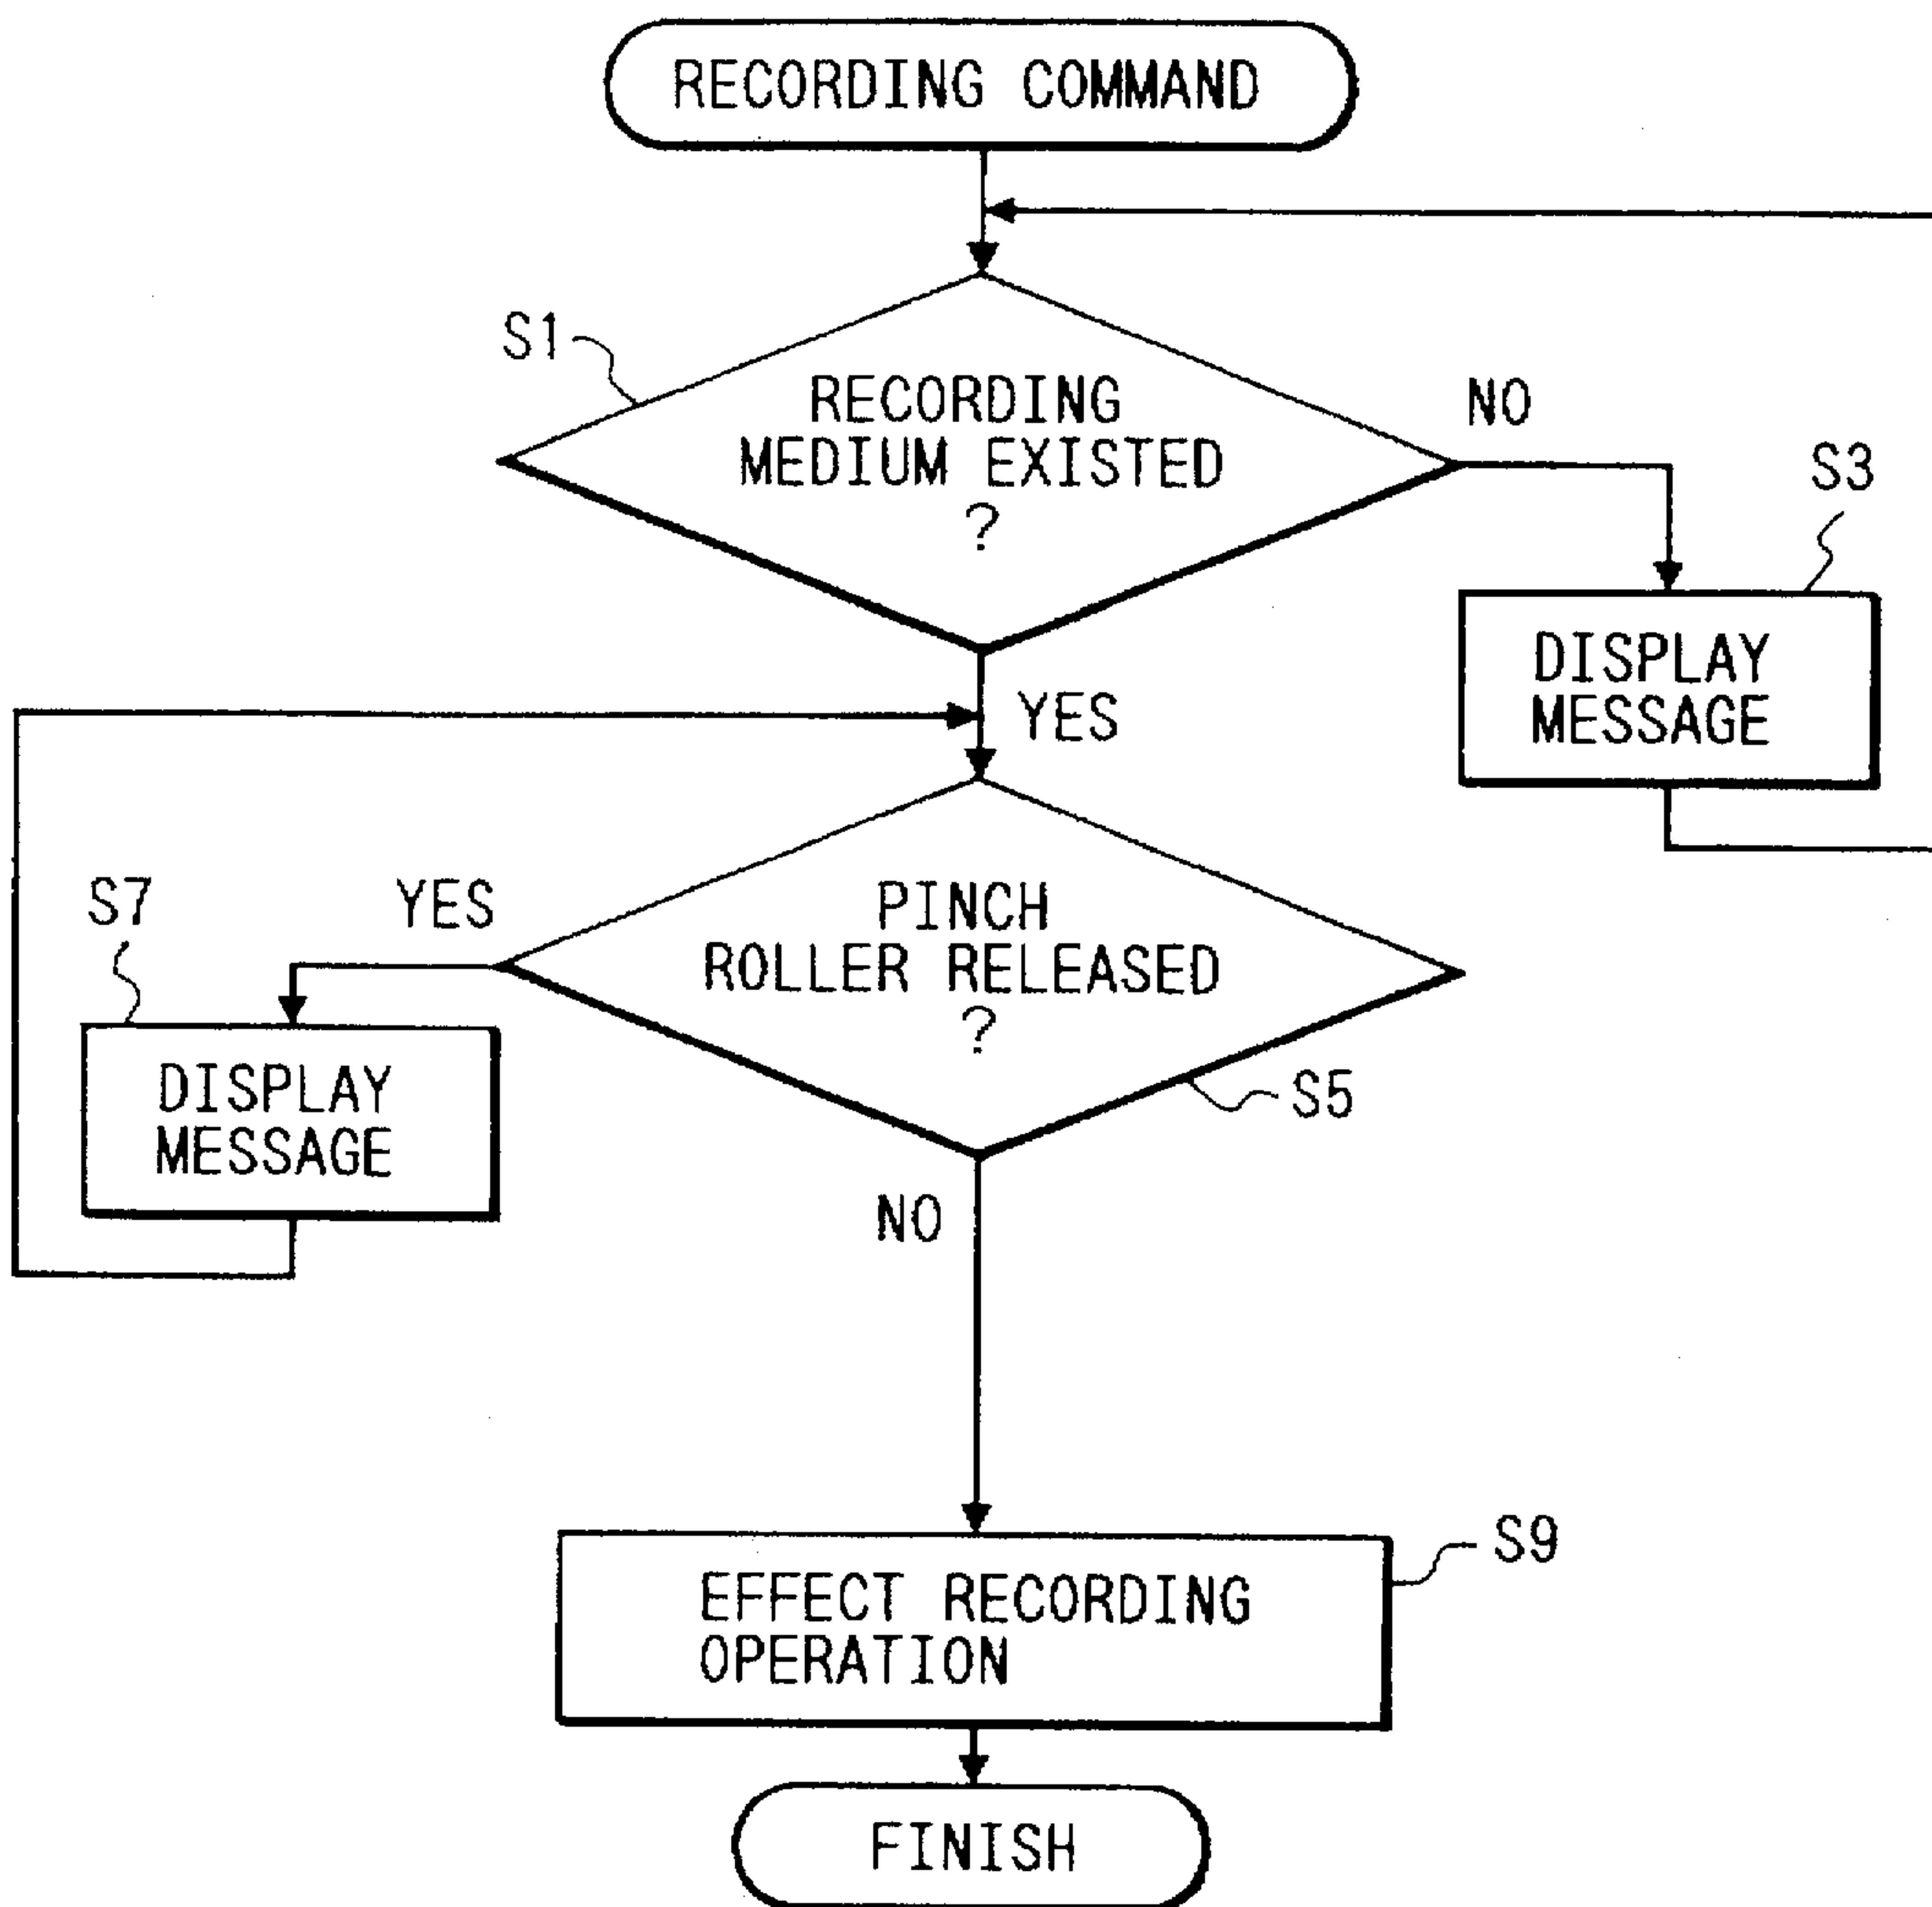 RECORDING COMMAND
S1
RECORDING
MEDIUM EXISTED
?
NO
S3
DISPLAY
MESSAGE
YES
S7
YES
PINCH
ROLLER RELEASED
?
S5
DISPLAY
MESSAGE
NO
S9
EFFECT RECORDING
OPERATION
FINISH